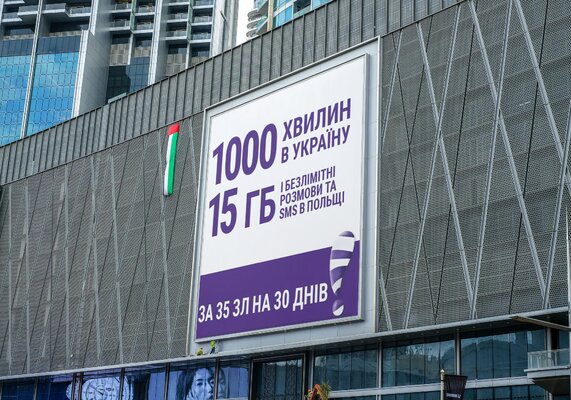 1000 ХВИЛИН
В УКРАЇНУ
15 ГБ І БЕЗЛІМІТНІ
РОЗМОВИ ТА
SMS В ПОЛЬЩІ
ЗА 35 ЗЛ НА 30 ДНІВ